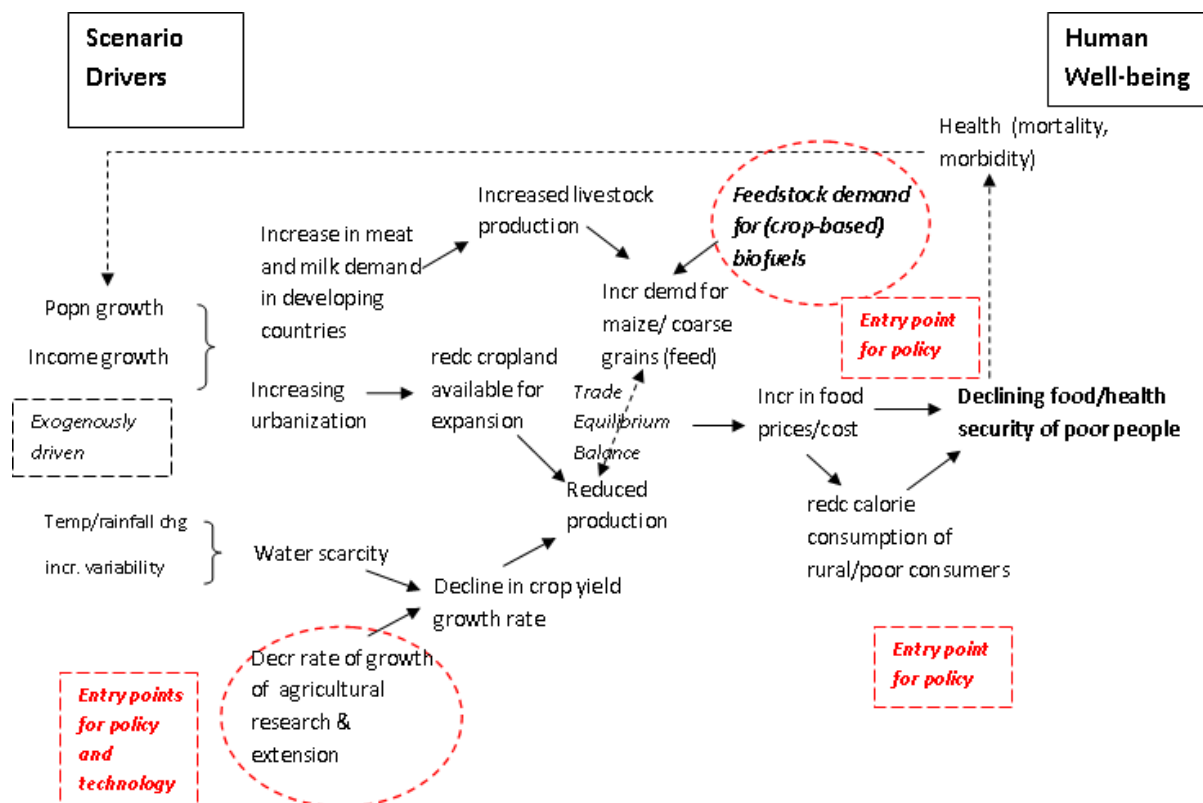 Scenario
Drivers
Human
Well-being
Health (mortality,
morbidity)
Increased livestock
production
Feedstock demand
for (crop-based)
biofuels
Increase in meat
and milk demand
in developing
countries
Incr demd for
maize/ coarse
grains (feed)
Popn growth
Income growth
Entry point
for policy
Exogenously
driven
Increasing
urbanization
redc cropland
available for
expansion
Trade
Equilibrium
Balance
Incr in food
prices/cost
Declining food/health
security of poor people
Reduced
production
redc calorie
consumption of
rural/poor consumers
Temp/rainfall chg
incr. variability
Water scarcity
Decline in crop yield
growth rate
Decr rate of growth
of agricultural
research &
extension
Entry points
for policy
and
technology
Entry point
for policy